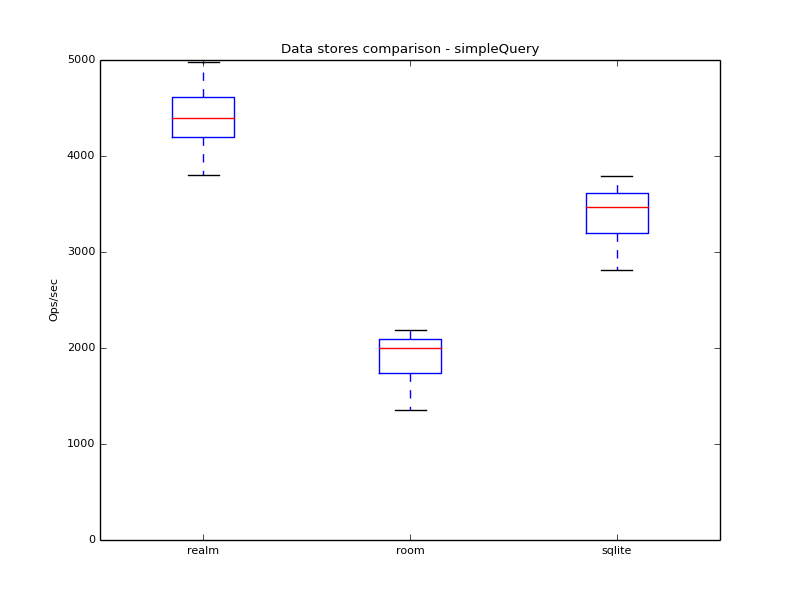 Data stores comparison - simpleQuery
5000
4000
3000
2000
1000
0
Ops/sec
realm
room
sqlite